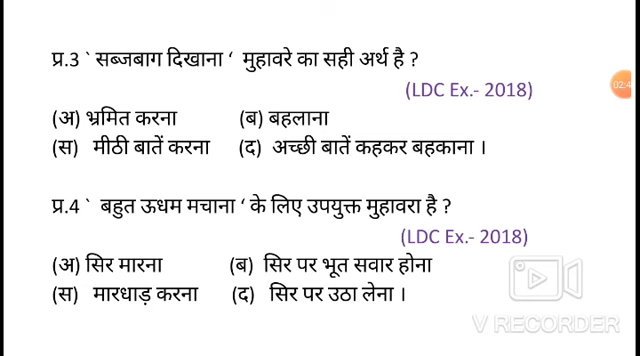 प्र.3 ` सब्जबाग दिखाना ‘ मुहावरे का सही अर्थ है ?
(LDC Ex.- 2018)
(अ) भ्रमित करना (ब) बहलाना
(स) मीठी बातें करना (द) अच्छी बातें कहकर बहकाना ।
प्र.4 ` बहुत ऊधम मचाना ‘ के लिए उपयुक्त मुहावरा है ?
(LDC Ex.- 2018)
(अ) सिर मारना (ब) सिर पर भूत सवार होना
(स) मारधाड़ करना (द) सिर पर उठा लेना ।
V RECORDER